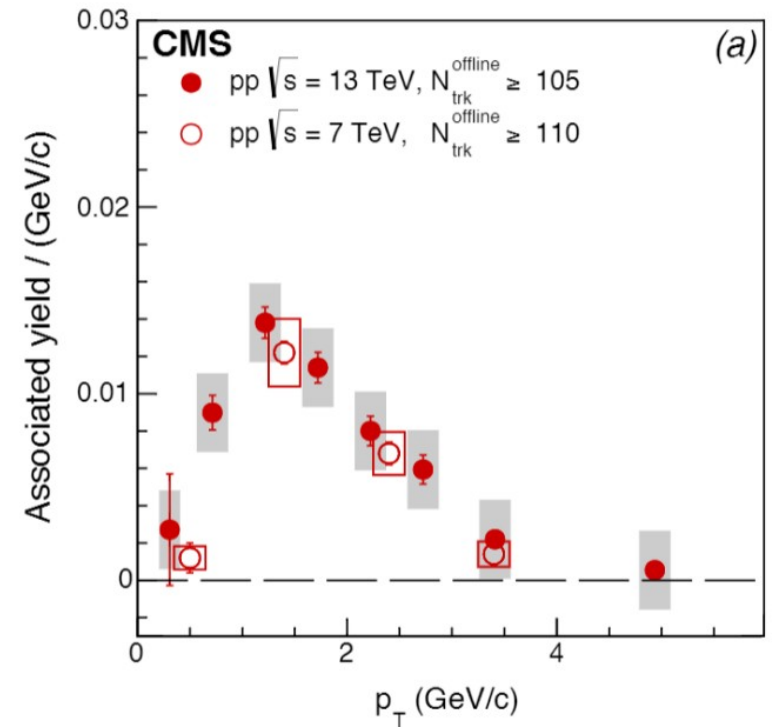 CMS (a)
pp √s = 13 TeV, N_trk^offline ≥ 105
pp √s = 7 TeV, N_trk^offline ≥ 110
Associated yield / (GeV/c)
0.03
0.02
0.01
0
0 2 4
p_T (GeV/c)